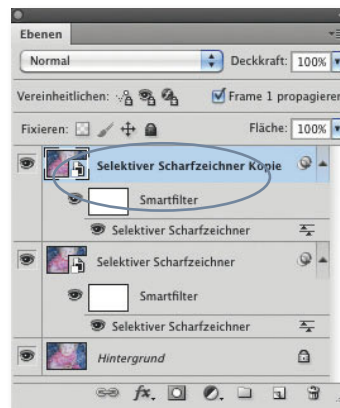 Ebenen
Normal Deckkraft: 100%
Vereinheitlichen: Frame 1 propagieren
Fixieren: Fläche: 100%
Selektiver Scharfzeichner Kopie
Smartfilter
Selektiver Scharfzeichner
Selektiver Scharfzeichner
Smartfilter
Selektiver Scharfzeichner
Hintergrund
fx.